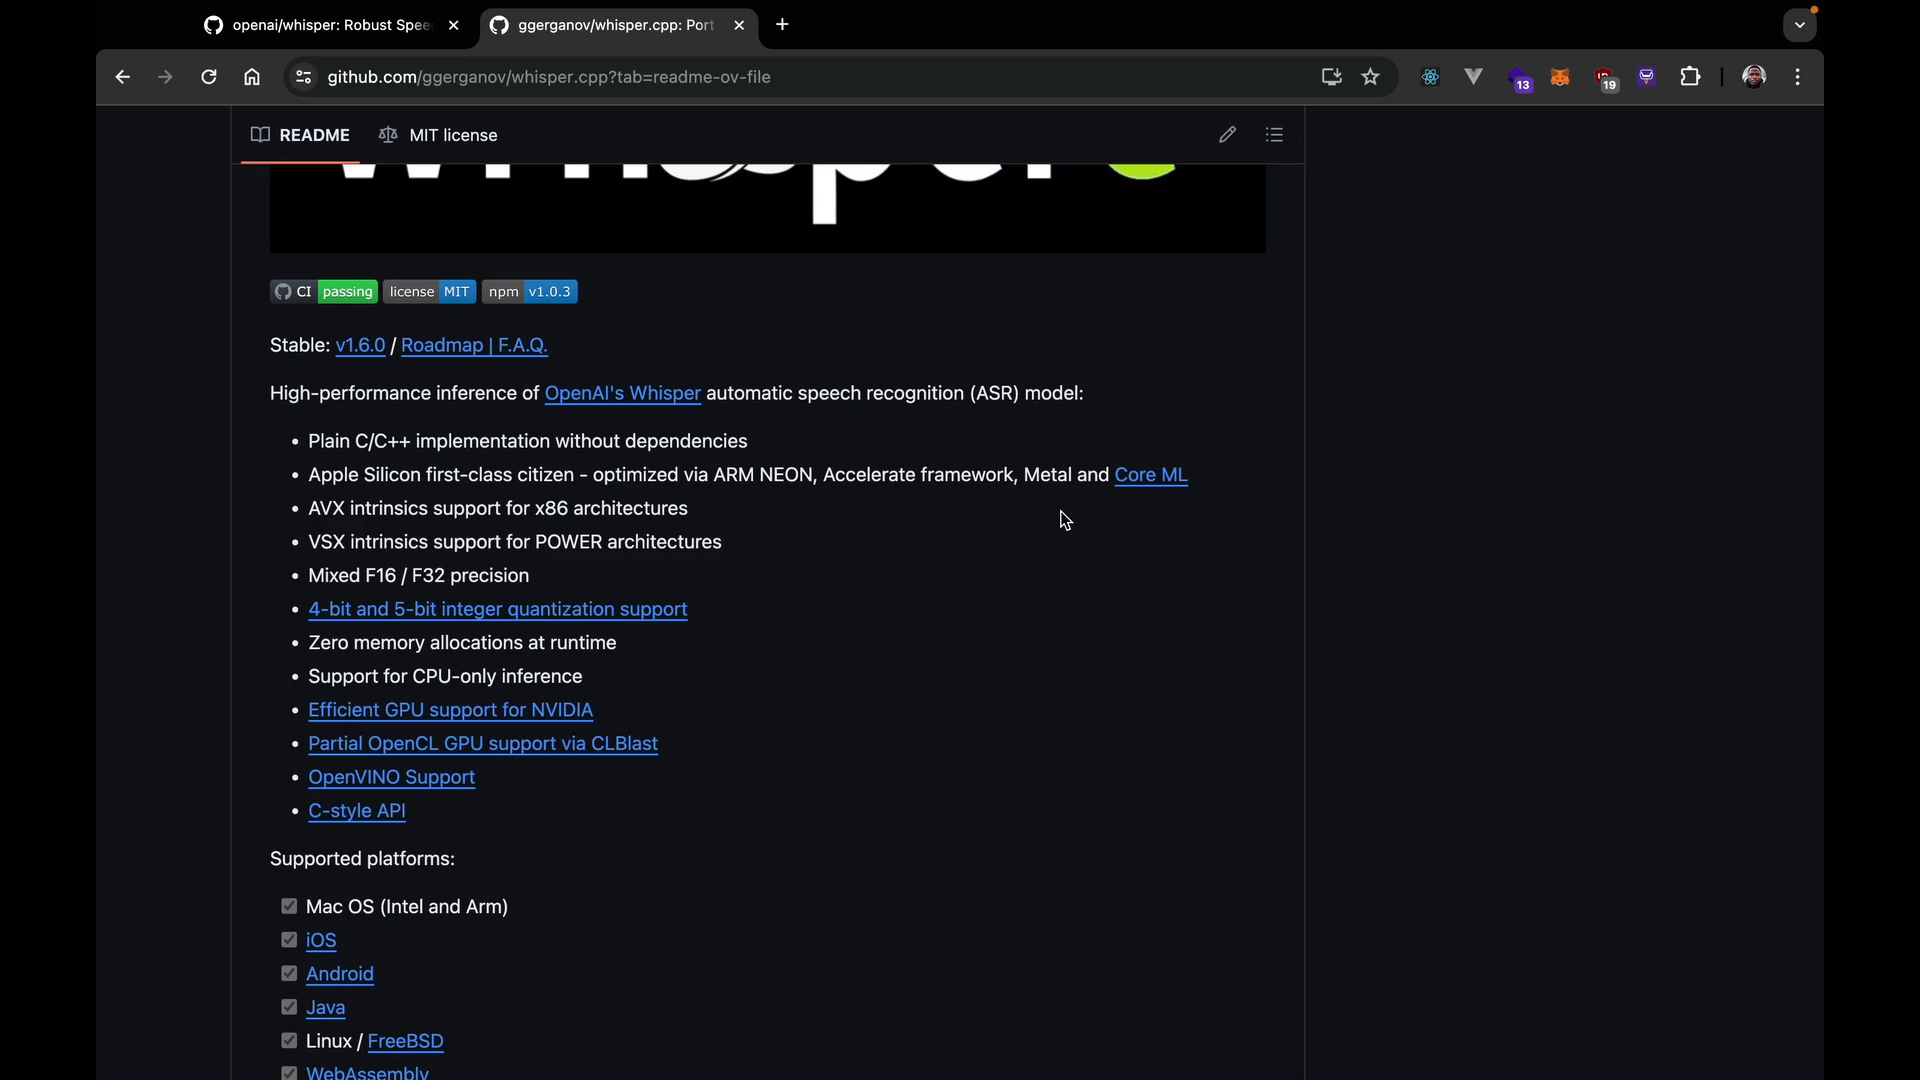 openai/whisper: Robust Spee
ggerganov/whisper.cpp: Port
github.com/ggerganov/whisper.cpp?tab=readme-ov-file
13
19
README
MIT license
CI passing
license MIT
npm v1.0.3
Stable: v1.6.0 / Roadmap | F.A.Q.
High-performance inference of OpenAI's Whisper automatic speech recognition (ASR) model:
• Plain C/C++ implementation without dependencies
• Apple Silicon first-class citizen - optimized via ARM NEON, Accelerate framework, Metal and Core ML
• AVX intrinsics support for x86 architectures
• VSX intrinsics support for POWER architectures
• Mixed F16 / F32 precision
• 4-bit and 5-bit integer quantization support
• Zero memory allocations at runtime
• Support for CPU-only inference
• Efficient GPU support for NVIDIA
• Partial OpenCL GPU support via CLBlast
• OpenVINO Support
• C-style API
Supported platforms:
Mac OS (Intel and Arm)
iOS
Android
Java
Linux / FreeBSD
WebAssembly